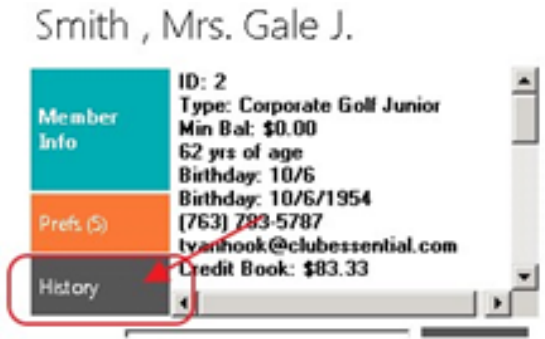 Smith , Mrs. Gale J.
Member
Info
ID: 2
Type: Corporate Golf Junior
Min Bal: $0.00
62 yrs of age
Birthday: 10/6
Birthday: 10/6/1954
(763) 783-5787
tvanhook@clubessential.com
Credit Book: $83.33
Prefs (5)
History